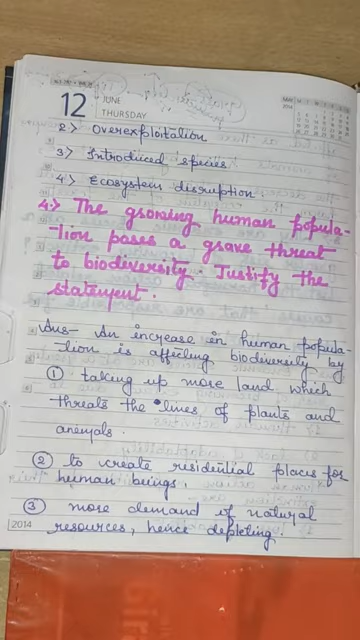 12
JUNE
THURSDAY
2> Overexploitation
3> Introduced species
4> Ecosystem disruption.
4.> The growing human popula-
-tion poses a grave threat
to biodiversity. Justify the
statement.
Ans- An increase in human popula-
-tion is affecting biodiversity by
① taking up more land which
threats the lines of plants and
anemals.
② to create residential places for
human beings.
③ more demand of natural
resources, hence depleting.
2014